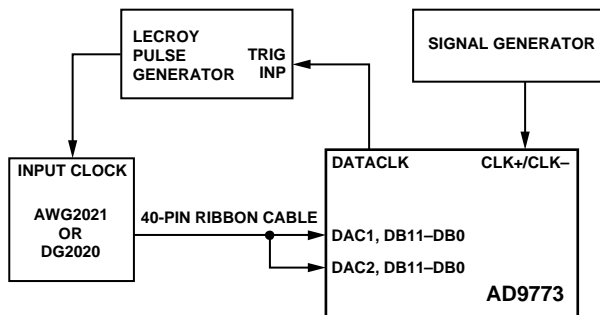 LECROY
PULSE
GENERATOR
TRIG
INP
SIGNAL GENERATOR
INPUT CLOCK
AWG2021
OR
DG2020
40-PIN RIBBON CABLE
DATACLK
CLK+/CLK–
DAC1, DB11–DB0
DAC2, DB11–DB0
AD9773